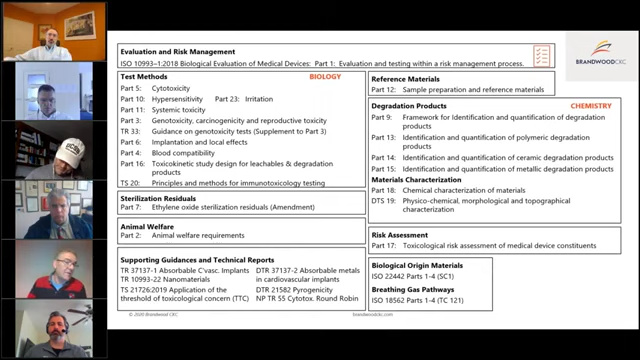 Evaluation and Risk Management
ISO 10993-1:2018 Biological Evaluation of Medical Devices: Part 1: Evaluation and testing within a risk management process.
BRANDWOODCKC
Test Methods BIOLOGY
Part 5: Cytotoxicity
Part 10: Hypersensitivity Part 23: Irritation
Part 11: Systemic toxicity
Part 3: Genotoxicity, carcinogenicity and reproductive toxicity
TR 33: Guidance on genotoxicity tests (Supplement to Part 3)
Part 6: Implantation and local effects
Part 4: Blood compatibility
Part 16: Toxicokinetic study design for leachables & degradation
products
TS 20: Principles and methods for immunotoxicology testing
Sterilization Residuals
Part 7: Ethylene oxide sterilization residuals (Amendment)
Animal Welfare
Part 2: Animal welfare requirements
Supporting Guidances and Technical Reports
TR 37137-1 Absorbable C'vasc. Implants
TR 10993-22 Nanomaterials
TS 21726:2019 Application of the
threshold of toxicological concern (TTC)
DTR 37137-2 Absorbable metals
in cardiovascular implants
DTR 21582 Pyrogenicity
NP TR 55 Cytotox. Round Robin
Reference Materials
Part 12: Sample preparation and reference materials
Degradation Products CHEMISTRY
Part 9: Framework for Identification and quantification of degradation
products
Part 13: Identification and quantification of polymeric degradation
products
Part 14: Identification and quantification of ceramic degradation products
Part 15: Identification and quantification of metallic degradation products
Materials Characterization
Part 18: Chemical characterization of materials
DTS 19: Physico-chemical, morphological and topographical
characterization
Risk Assessment
Part 17: Toxicological risk assessment of medical device constituents
Biological Origin Materials
ISO 22442 Parts 1-4 (SC1)
Breathing Gas Pathways
ISO 18562 Parts 1-4 (TC 121)
© 2020 Brandwood CKC
brandwoodckc.com